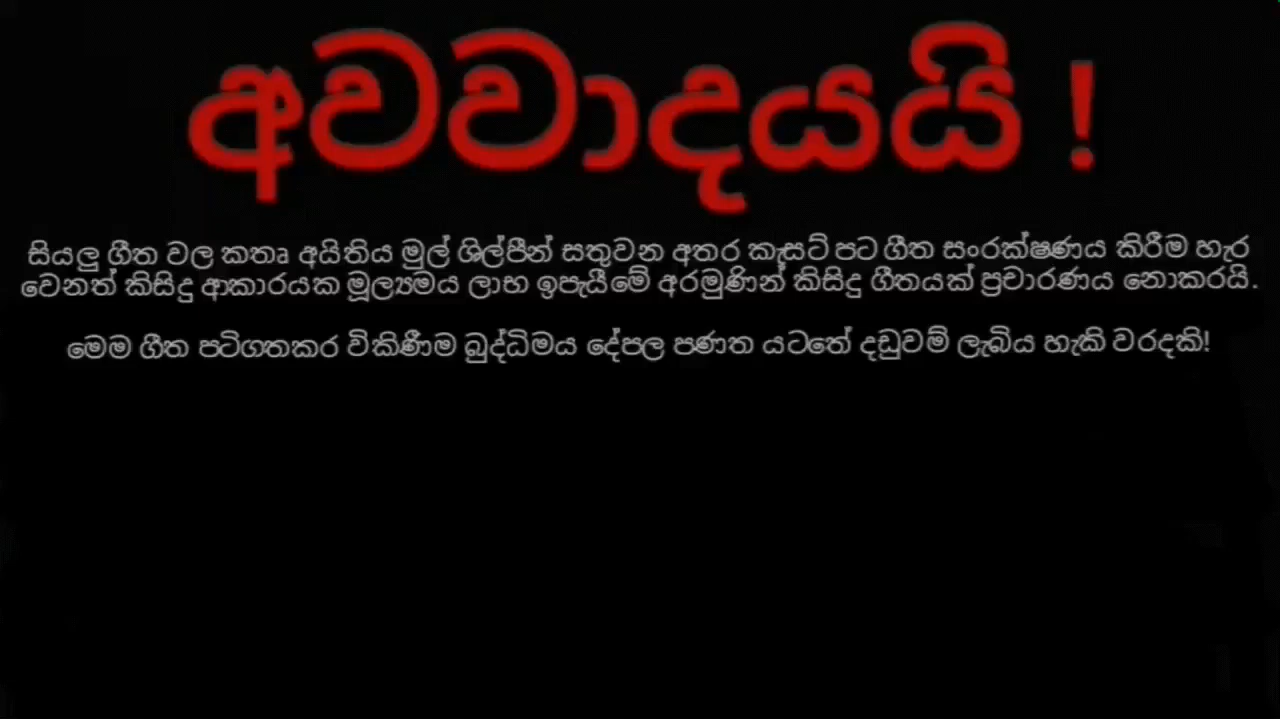 අවවාදයයි !
සියලු ගීත වල කතෘ අයිතිය මුල් ශිල්පීන් සතුවන අතර කැසට් පට ගීත සංරක්ෂණය කිරීම හැර
වෙනත් කිසිදු ආකාරයක මූල්‍යමය ලාභ ඉපැයීමේ අරමුණින් කිසිදු ගීතයක් ප්‍රචාරණය නොකරයි.
මෙම ගීත පටිගතකර විකිණීම බුද්ධිමය දේපල පණත යටතේ දඩුවම් ලැබිය හැකි වරදකි!